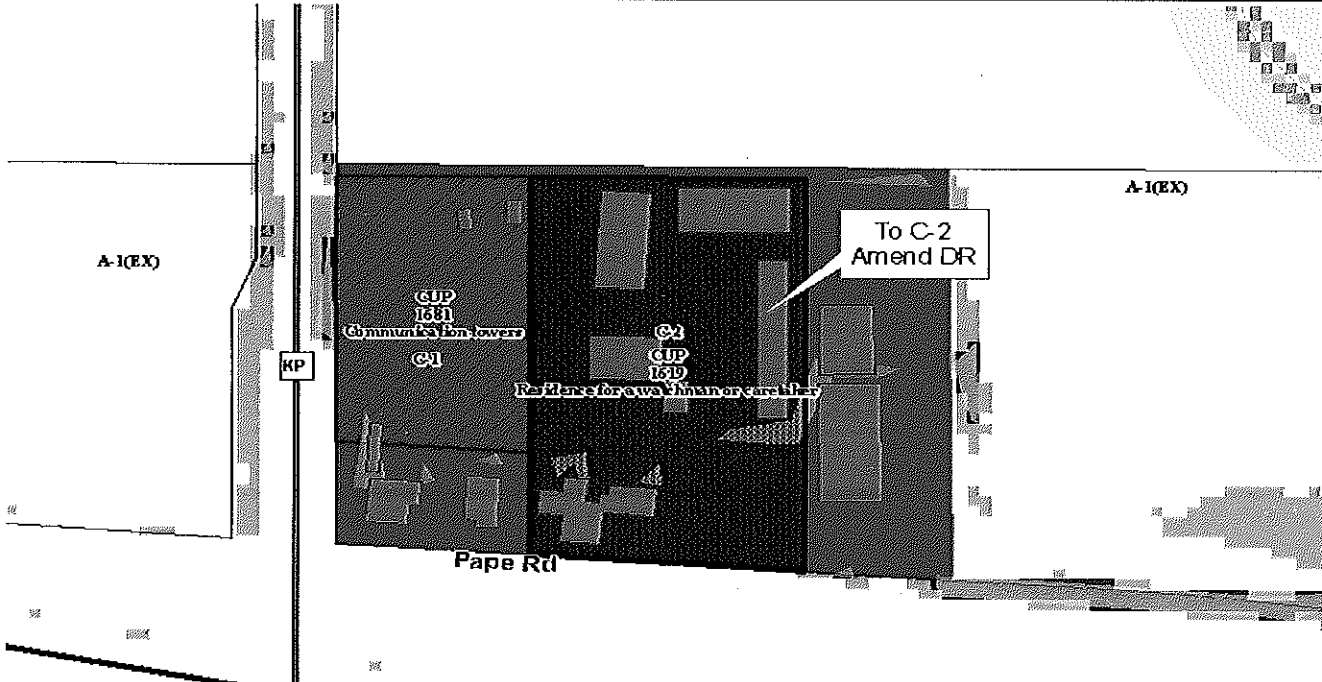 A-1(EX)
To C-2
Amend DR
A-1(EX)
CUP
1681
Communication towers
C-1
C-2
CUP
1619
Residence for a watchman or caretaker
KP
Pape Rd